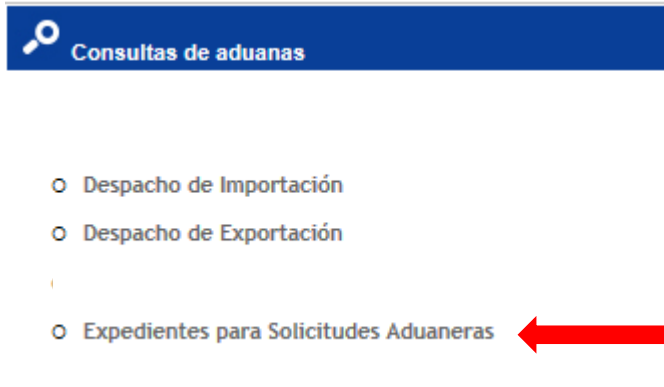 Consultas de aduanas
Despacho de Importación
Despacho de Exportación
Expedientes para Solicitudes Aduaneras